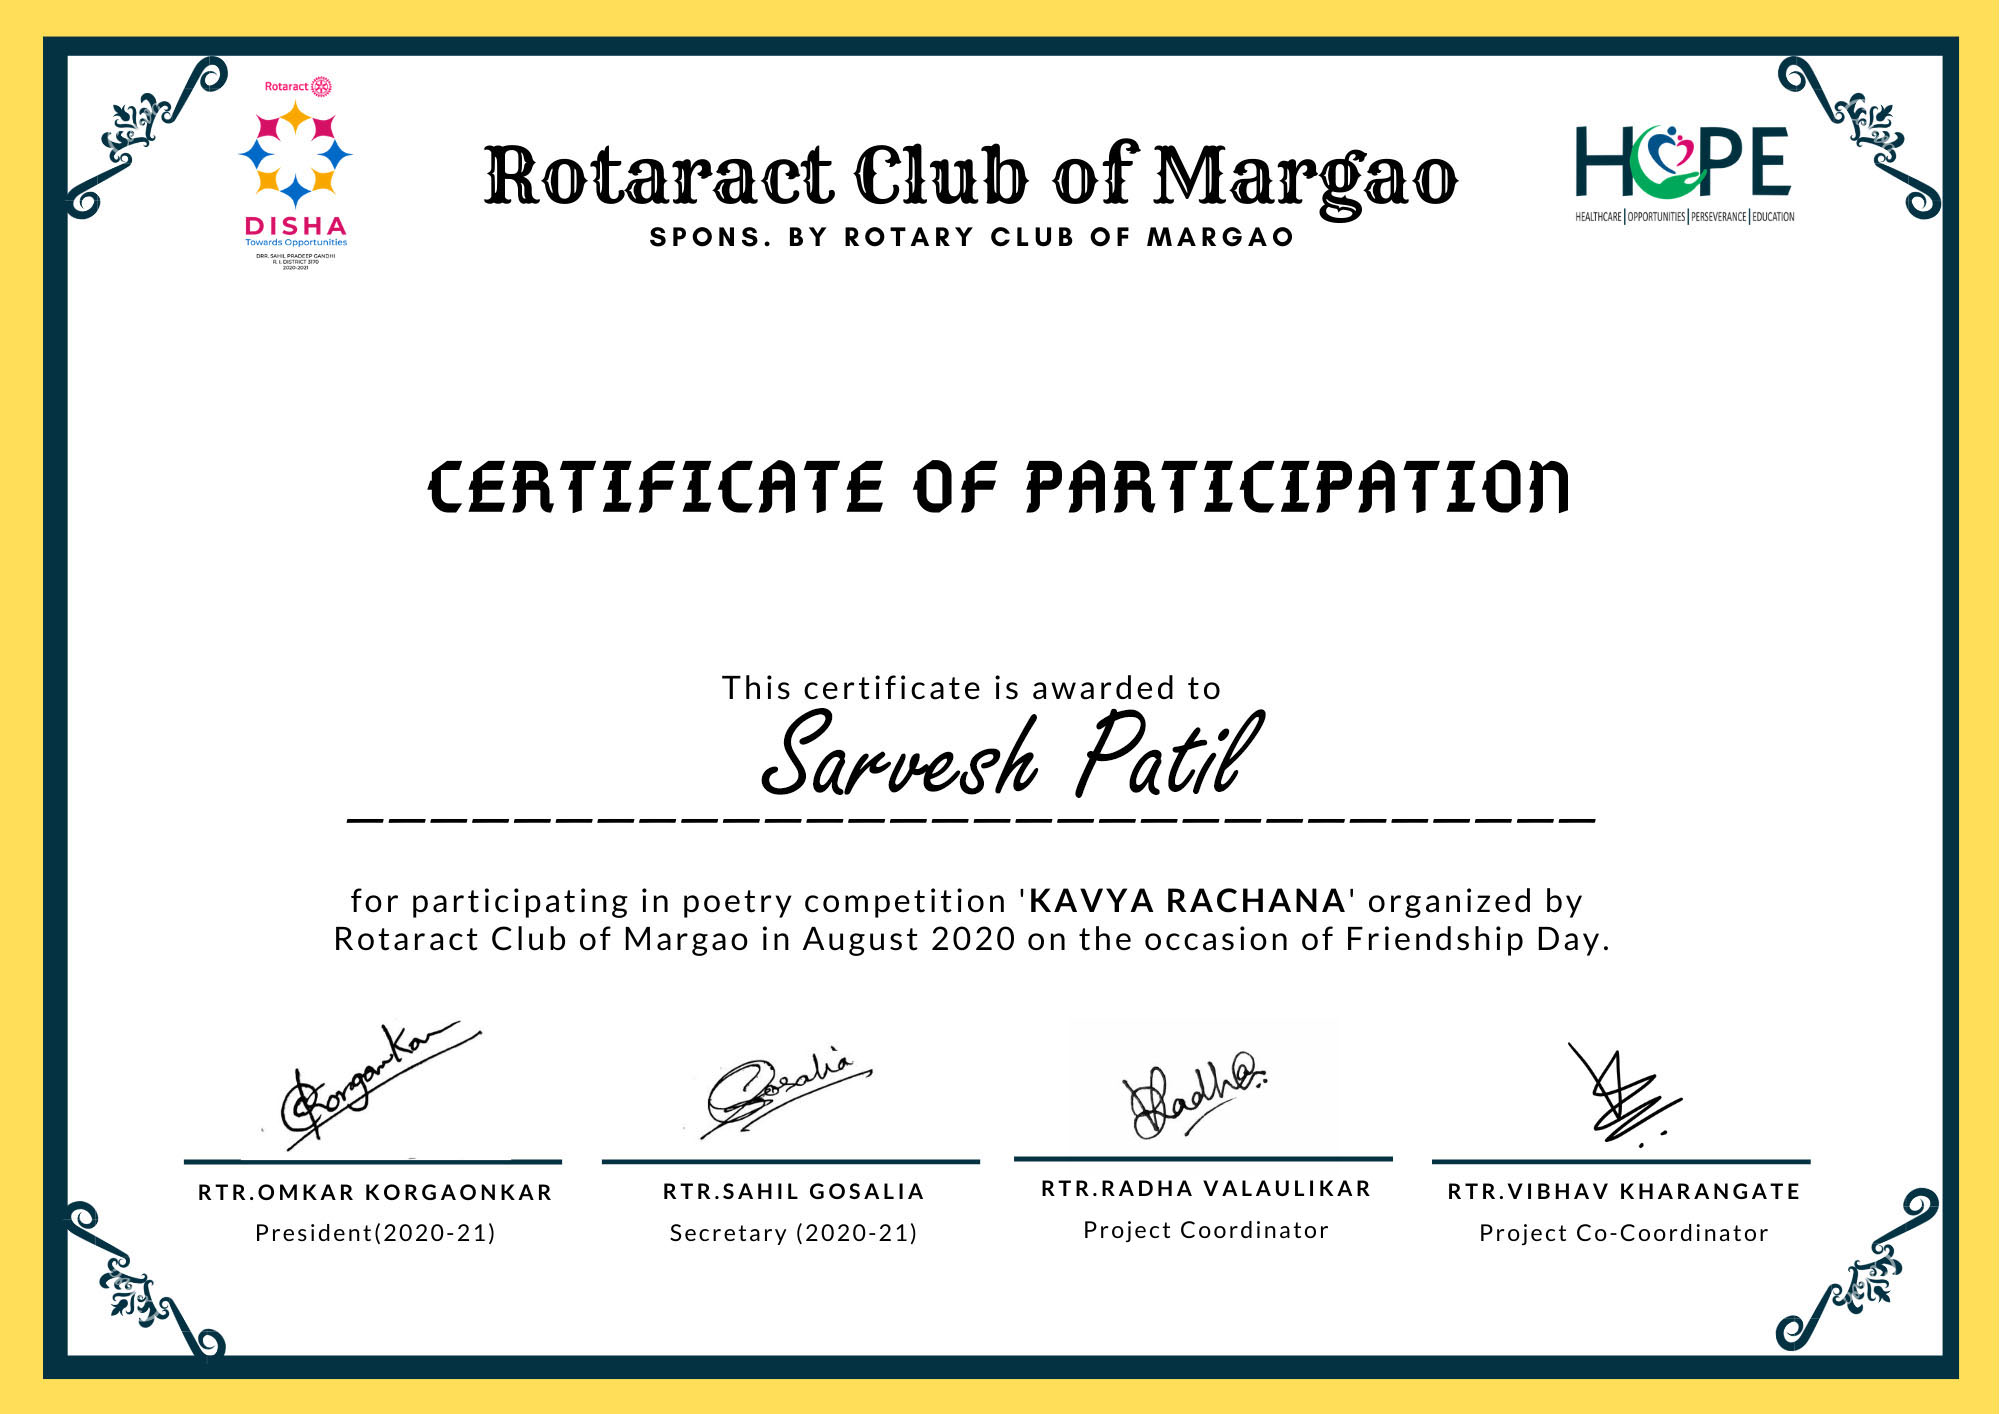 Rotaract
DISHA
Towards Opportunities
DRR. SAHIL PRADEEP GANDHI
R. I. DISTRICT 3170
2020-2021
Rotaract Club of Margao
SPONS. BY ROTARY CLUB OF MARGAO
HOPE
HEALTHCARE | OPPORTUNITIES | PERSEVERANCE | EDUCATION
CERTIFICATE OF PARTICIPATION
This certificate is awarded to
Sarvesh Patil
for participating in poetry competition 'KAVYA RACHANA' organized by
Rotaract Club of Margao in August 2020 on the occasion of Friendship Day.
Korgankar
Gosalia
Radha
RTR.OMKAR KORGAONKAR
President(2020-21)
RTR.SAHIL GOSALIA
Secretary (2020-21)
RTR.RADHA VALAULIKAR
Project Coordinator
RTR.VIBHAV KHARANGATE
Project Co-Coordinator